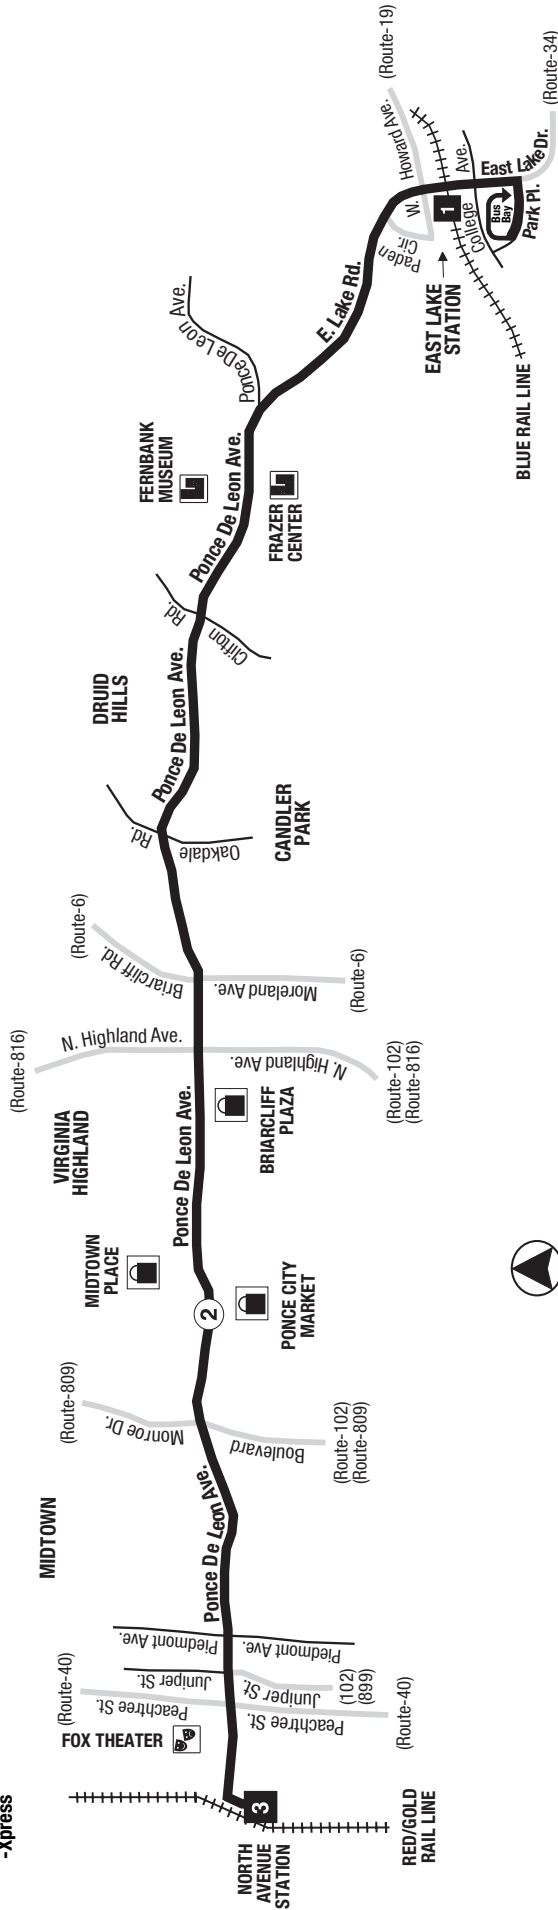 -Xpress
NORTH
AVENUE
STATION
3
RED/GOLD
RAIL LINE
FOX THEATER
(Route-40)
Peachtree St.
Peachtree St.
(Route-40)
Juniper St.
Juniper St.
(102)
(899)
Piedmont Ave.
Piedmont Ave.
MIDTOWN
Ponce De Leon Ave.
(Route-809)
Monroe Dr.
Boulevard
(Route-102)
(Route-809)
2
MIDTOWN
PLACE
PONCE CITY
MARKET
VIRGINIA
HIGHLAND
Ponce De Leon Ave.
BRIARCLIFF
PLAZA
(Route-816)
N. Highland Ave.
N. Highland Ave.
(Route-102)
(Route-816)
(Route-6)
Briarcliff Rd.
Moreland Ave.
(Route-6)
Oakdale
Rd.
CANDLER
PARK
DRUID
HILLS
Ponce De Leon Ave.
Clifton
Rd.
Ponce De Leon Ave.
FERNBANK
MUSEUM
FRAZER
CENTER
Ponce De Leon Ave.
E. Lake Rd.
BLUE RAIL LINE
EAST LAKE
STATION
Paden
Cir.
W. Howard Ave.
(Route-19)
1
College Ave.
Bus
Bay
Park Pl.
East Lake Dr.
(Route-34)